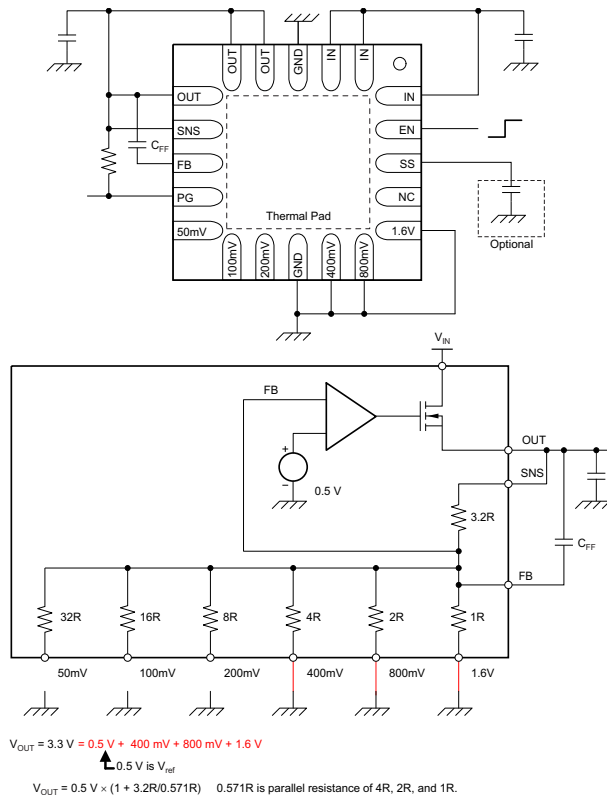 OUT
OUT
GND
IN
IN
OUT
IN
SNS
EN
C_FF
FB
SS
PG
NC
Thermal Pad
50mV
1.6V
Optional
100mV
200mV
GND
400mV
800mV
V_IN
FB
OUT
+
SNS
−
0.5 V
3.2R
C_FF
FB
32R
16R
8R
4R
2R
1R
50mV
100mV
200mV
400mV
800mV
1.6V
V_OUT = 3.3 V = 0.5 V + 400 mV + 800 mV + 1.6 V
0.5 V is V_ref
V_OUT = 0.5 V × (1 + 3.2R/0.571R) 0.571R is parallel resistance of 4R, 2R, and 1R.